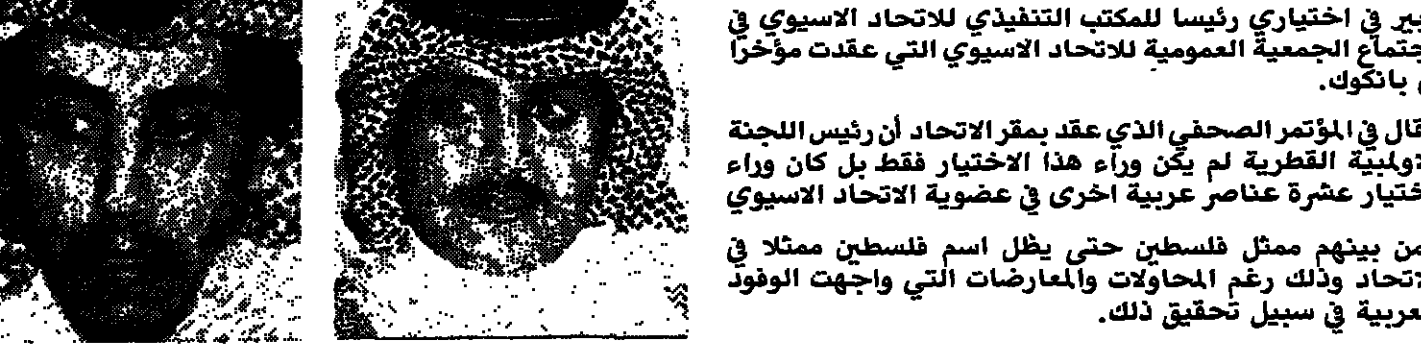 بير في اختياري رئيسا للمكتب التنفيذي للاتحاد الاسيوي في
جتماع الجمعية العمومية للاتحاد الاسيوي التي عقدت مؤخرا
بانكوك.
قال في المؤتمر الصحفي الذي عقد بمقر الاتحاد أن رئيس اللجنة
ولمبية القطرية لم يكن وراء هذا الاختيار فقط بل كان وراء
ختيار عشرة عناصر عربية اخرى في عضوية الاتحاد الاسيوي
من بينهم ممثل فلسطين حتى يظل اسم فلسطين ممثلا في
لاتحاد وذلك رغم المحاولات والمعارضات التي واجهت الوفود
عربية في سبيل تحقيق ذلك.